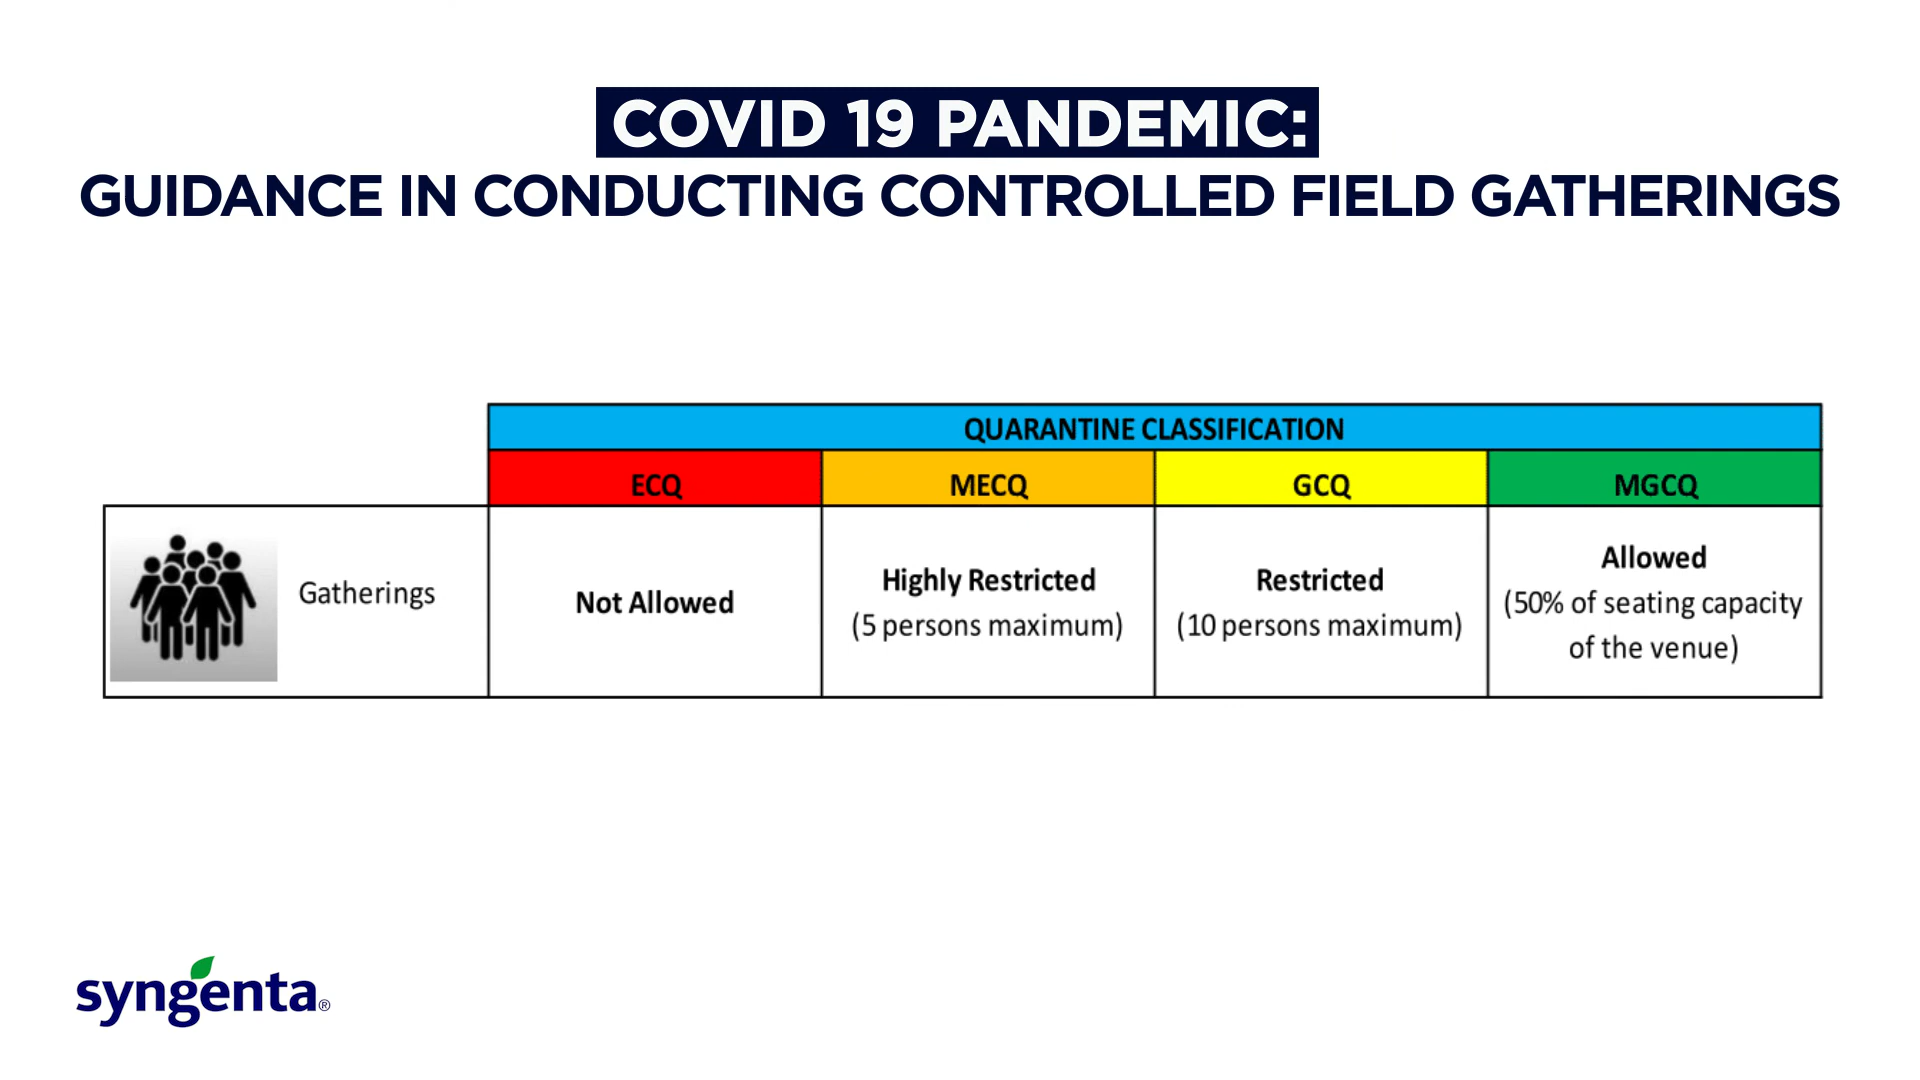 COVID 19 PANDEMIC:
GUIDANCE IN CONDUCTING CONTROLLED FIELD GATHERINGS
QUARANTINE CLASSIFICATION
ECQ MECQ GCQ MGCQ
Gatherings
Not Allowed
Highly Restricted
(5 persons maximum)
Restricted
(10 persons maximum)
Allowed
(50% of seating capacity
of the venue)
syngenta®